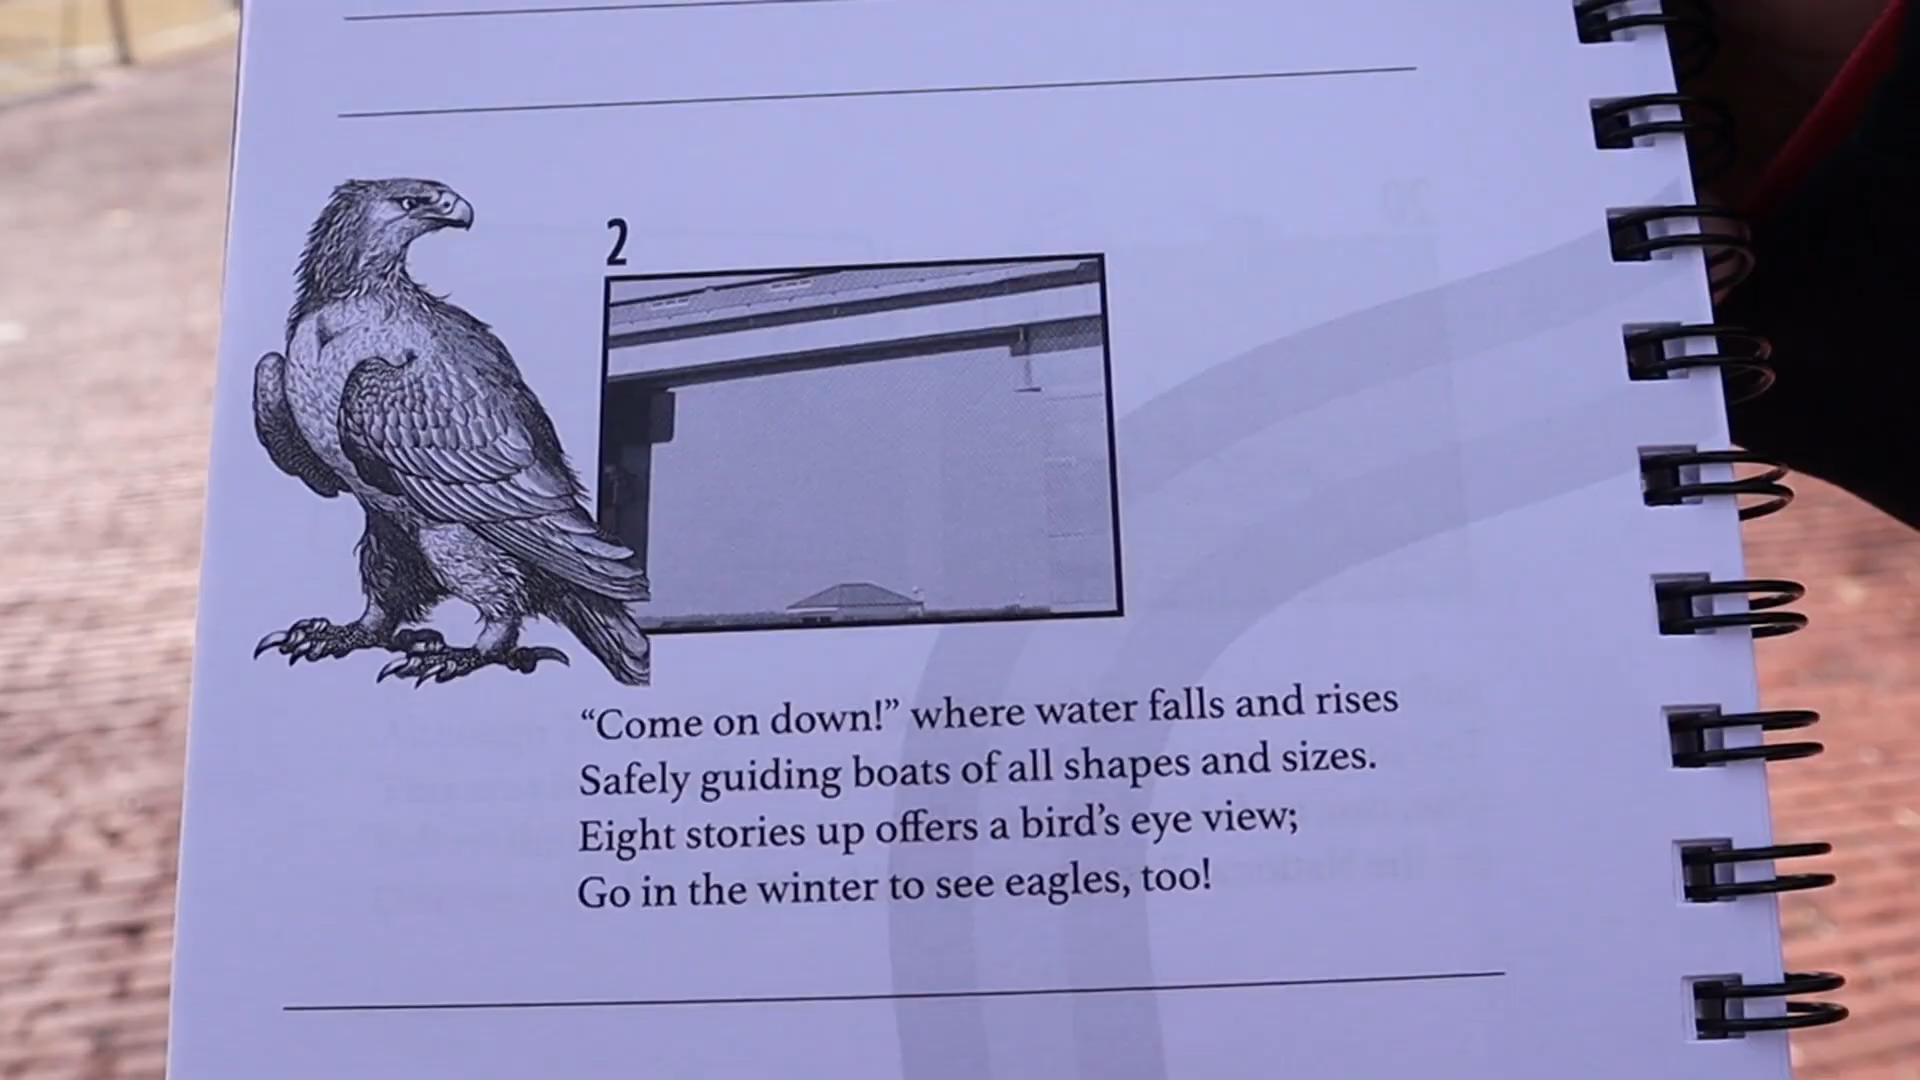 2
“Come on down!” where water falls and rises
Safely guiding boats of all shapes and sizes.
Eight stories up offers a bird’s eye view;
Go in the winter to see eagles, too!